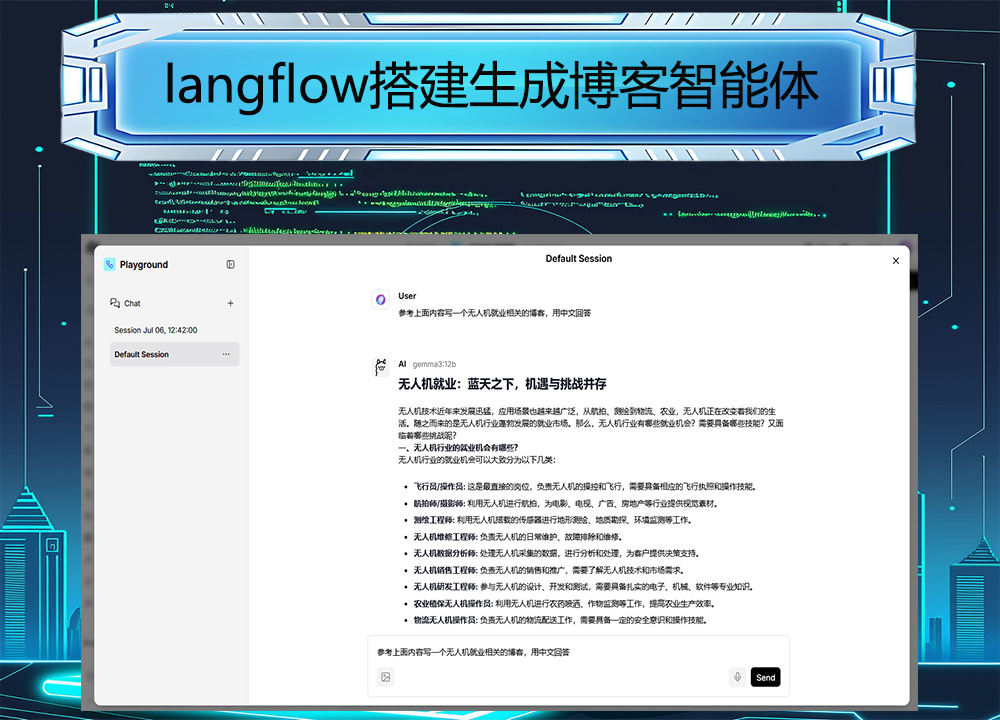 langflow搭建生成博客智能体
Playground
Default Session
Chat
Session Jul 06, 12:42:00
Default Session
User
参考上面内容写一个无人机就业相关的博客，用中文回答
AI gemma3:12b
无人机就业：蓝天之下，机遇与挑战并存
无人机技术近年来发展迅猛，应用场景也越来越广泛，从航拍、测绘到物流、农业，无人机正在改变着我们的生
活。随之而来的是无人机行业蓬勃发展的就业市场。那么，无人机行业有哪些就业机会？需要具备哪些技能？又面
临着哪些挑战呢？
一、无人机行业的就业机会有哪些？
无人机行业的就业机会可以大致分为以下几类：
飞行员/操作员: 这是最直接的岗位，负责无人机的操控和飞行，需要具备相应的飞行执照和操作技能。
航拍师/摄影师: 利用无人机进行航拍，为电影、电视、广告、房地产等行业提供视觉素材。
测绘工程师: 利用无人机搭载的传感器进行地形测绘、地质勘探、环境监测等工作。
无人机维修工程师: 负责无人机的日常维护、故障排除和维修。
无人机数据分析师: 处理无人机采集的数据，进行分析和处理，为客户提供决策支持。
无人机销售工程师: 负责无人机的销售和推广，需要了解无人机技术和市场需求。
无人机研发工程师: 参与无人机的设计、开发和测试，需要具备扎实的电子、机械、软件等专业知识。
农业植保无人机操作员: 利用无人机进行农药喷洒、作物监测等工作，提高农业生产效率。
物流无人机操作员: 负责无人机的物流配送工作，需要具备一定的安全意识和操作技能。
参考上面内容写一个无人机就业相关的博客，用中文回答
Send